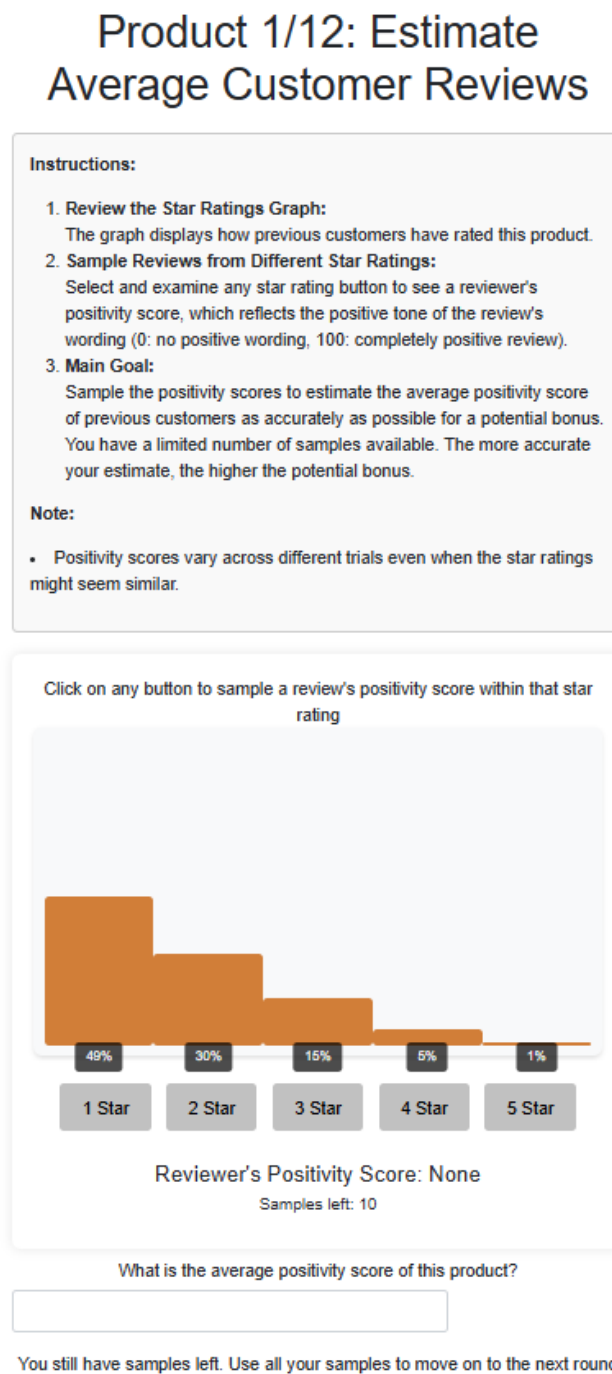 Product 1/12: Estimate
Average Customer Reviews
Instructions:
1. Review the Star Ratings Graph:
The graph displays how previous customers have rated this product.
2. Sample Reviews from Different Star Ratings:
Select and examine any star rating button to see a reviewer's
positivity score, which reflects the positive tone of the review's
wording (0: no positive wording, 100: completely positive review).
3. Main Goal:
Sample the positivity scores to estimate the average positivity score
of previous customers as accurately as possible for a potential bonus.
You have a limited number of samples available. The more accurate
your estimate, the higher the potential bonus.
Note:
• Positivity scores vary across different trials even when the star ratings
might seem similar.
Click on any button to sample a review's positivity score within that star
rating
49% 30% 15% 5% 1%
1 Star 2 Star 3 Star 4 Star 5 Star
Reviewer's Positivity Score: None
Samples left: 10
What is the average positivity score of this product?
You still have samples left. Use all your samples to move on to the next round